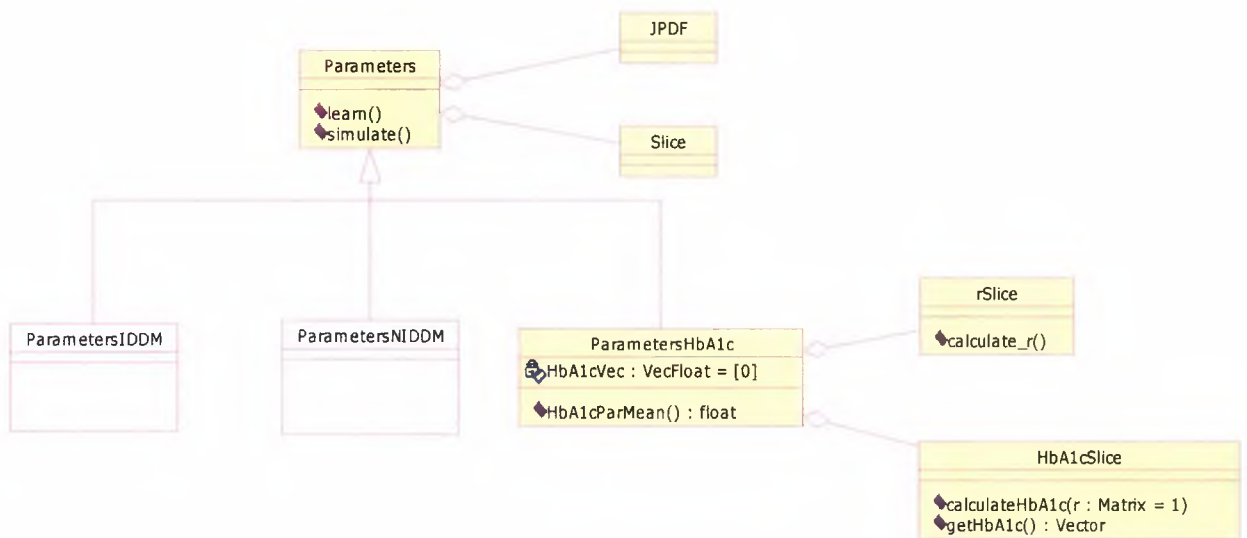 JPDF
Parameters
learn()
simulate()
Slice
ParametersIDDM
ParametersNIDDM
ParametersHbA1c
HbA1cVec : VecFloat = [0]
HbA1cParMean() : float
rSlice
calculate_r()
HbA1cSlice
calculateHbA1c(r : Matrix = 1)
getHbA1c() : Vector